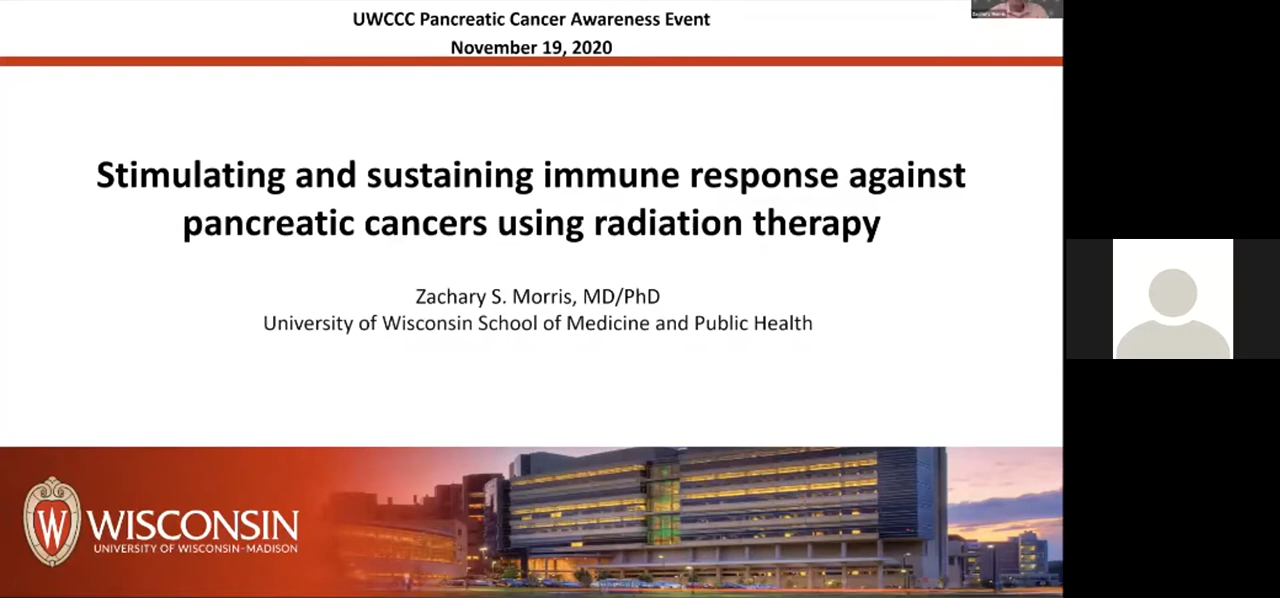 UWCCC Pancreatic Cancer Awareness Event
November 19, 2020
Stimulating and sustaining immune response against
pancreatic cancers using radiation therapy
Zachary S. Morris, MD/PhD
University of Wisconsin School of Medicine and Public Health
W WISCONSIN
UNIVERSITY OF WISCONSIN-MADISON